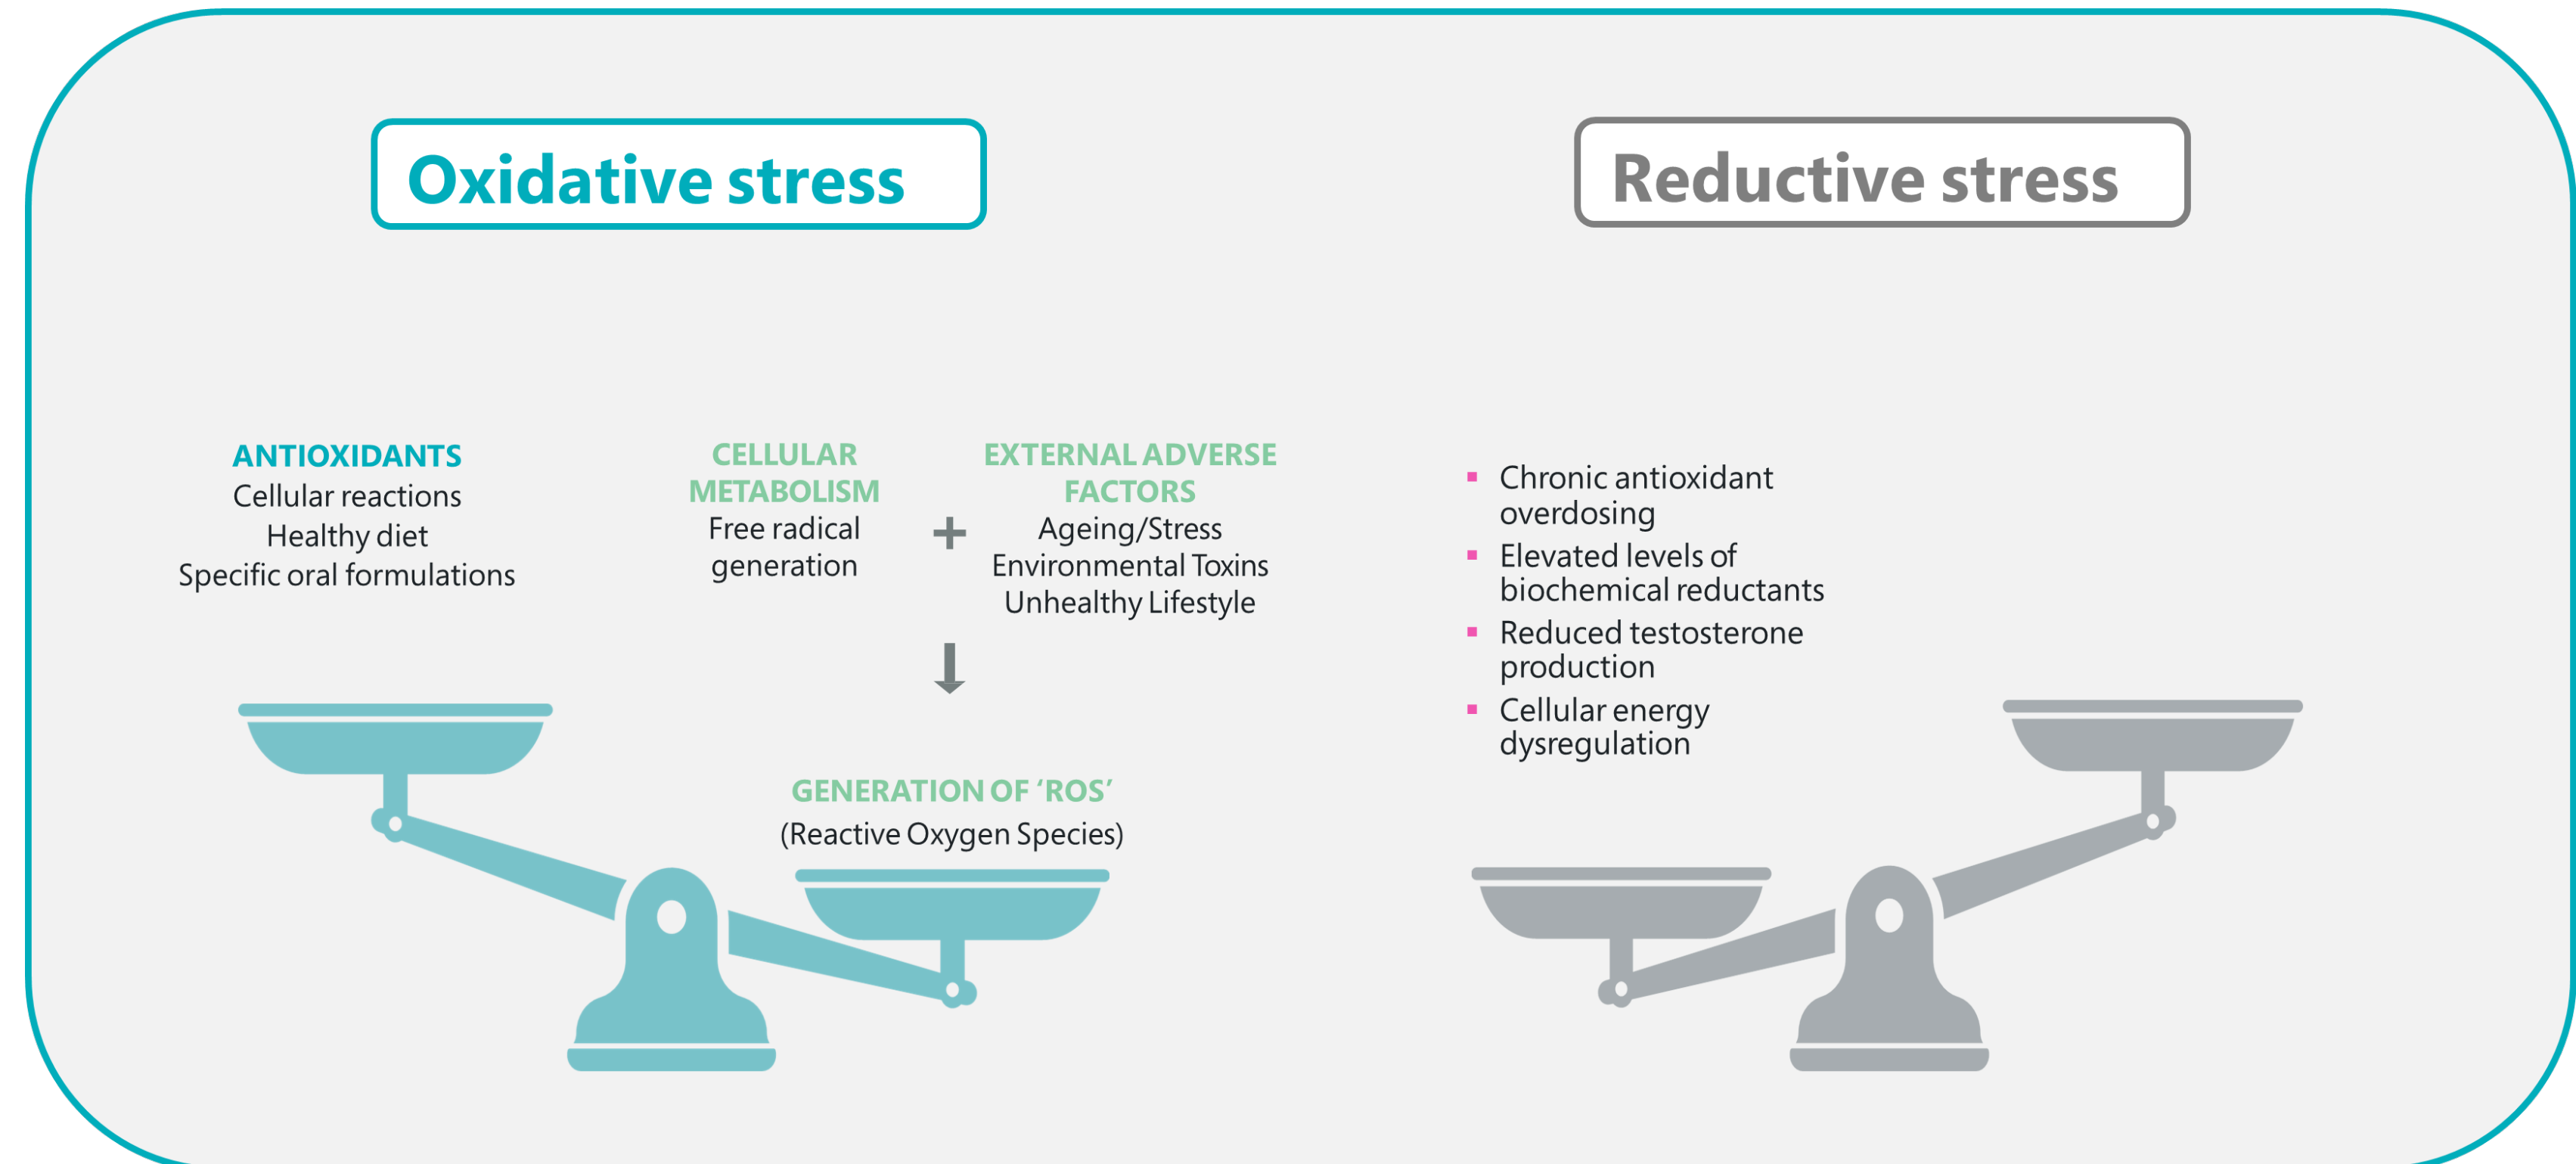 Oxidative stress
Reductive stress
ANTIOXIDANTS
Cellular reactions
Healthy diet
Specific oral formulations
CELLULAR
METABOLISM
Free radical
generation
+
EXTERNAL ADVERSE
FACTORS
Ageing/Stress
Environmental Toxins
Unhealthy Lifestyle
GENERATION OF ‘ROS’
(Reactive Oxygen Species)
Chronic antioxidant
overdosing
Elevated levels of
biochemical reductants
Reduced testosterone
production
Cellular energy
dysregulation